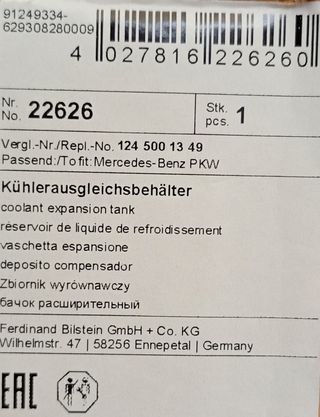 91249334-
629308280009
4 027816 226260
Nr.
No. 22626
Stk.
pcs. 1
Vergl.-Nr./Repl.-No. 124 500 13 49
Passend:/To fit: Mercedes-Benz PKW
Kühlerausgleichsbehälter
coolant expansion tank
réservoir de liquide de refroidissement
vaschetta espansione
deposito compensador
Zbiornik wyrównawczy
бачок расширительный
Ferdinand Bilstein GmbH + Co. KG
Wilhelmstr. 47 | 58256 Ennepetal | Germany
EAC